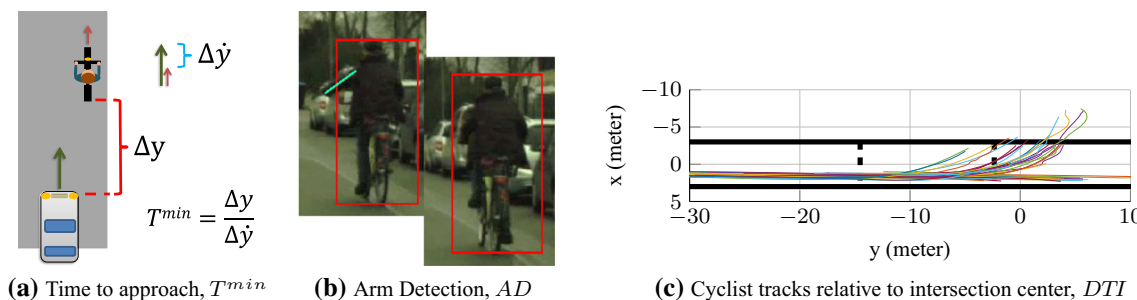 Δẏ
Δy
T^{min} = Δy / Δẏ
−10
−5
0
5
x (meter)
−30
−20
−10
0
10
y (meter)
(a) Time to approach, T^{min}
(b) Arm Detection, AD
(c) Cyclist tracks relative to intersection center, DTI